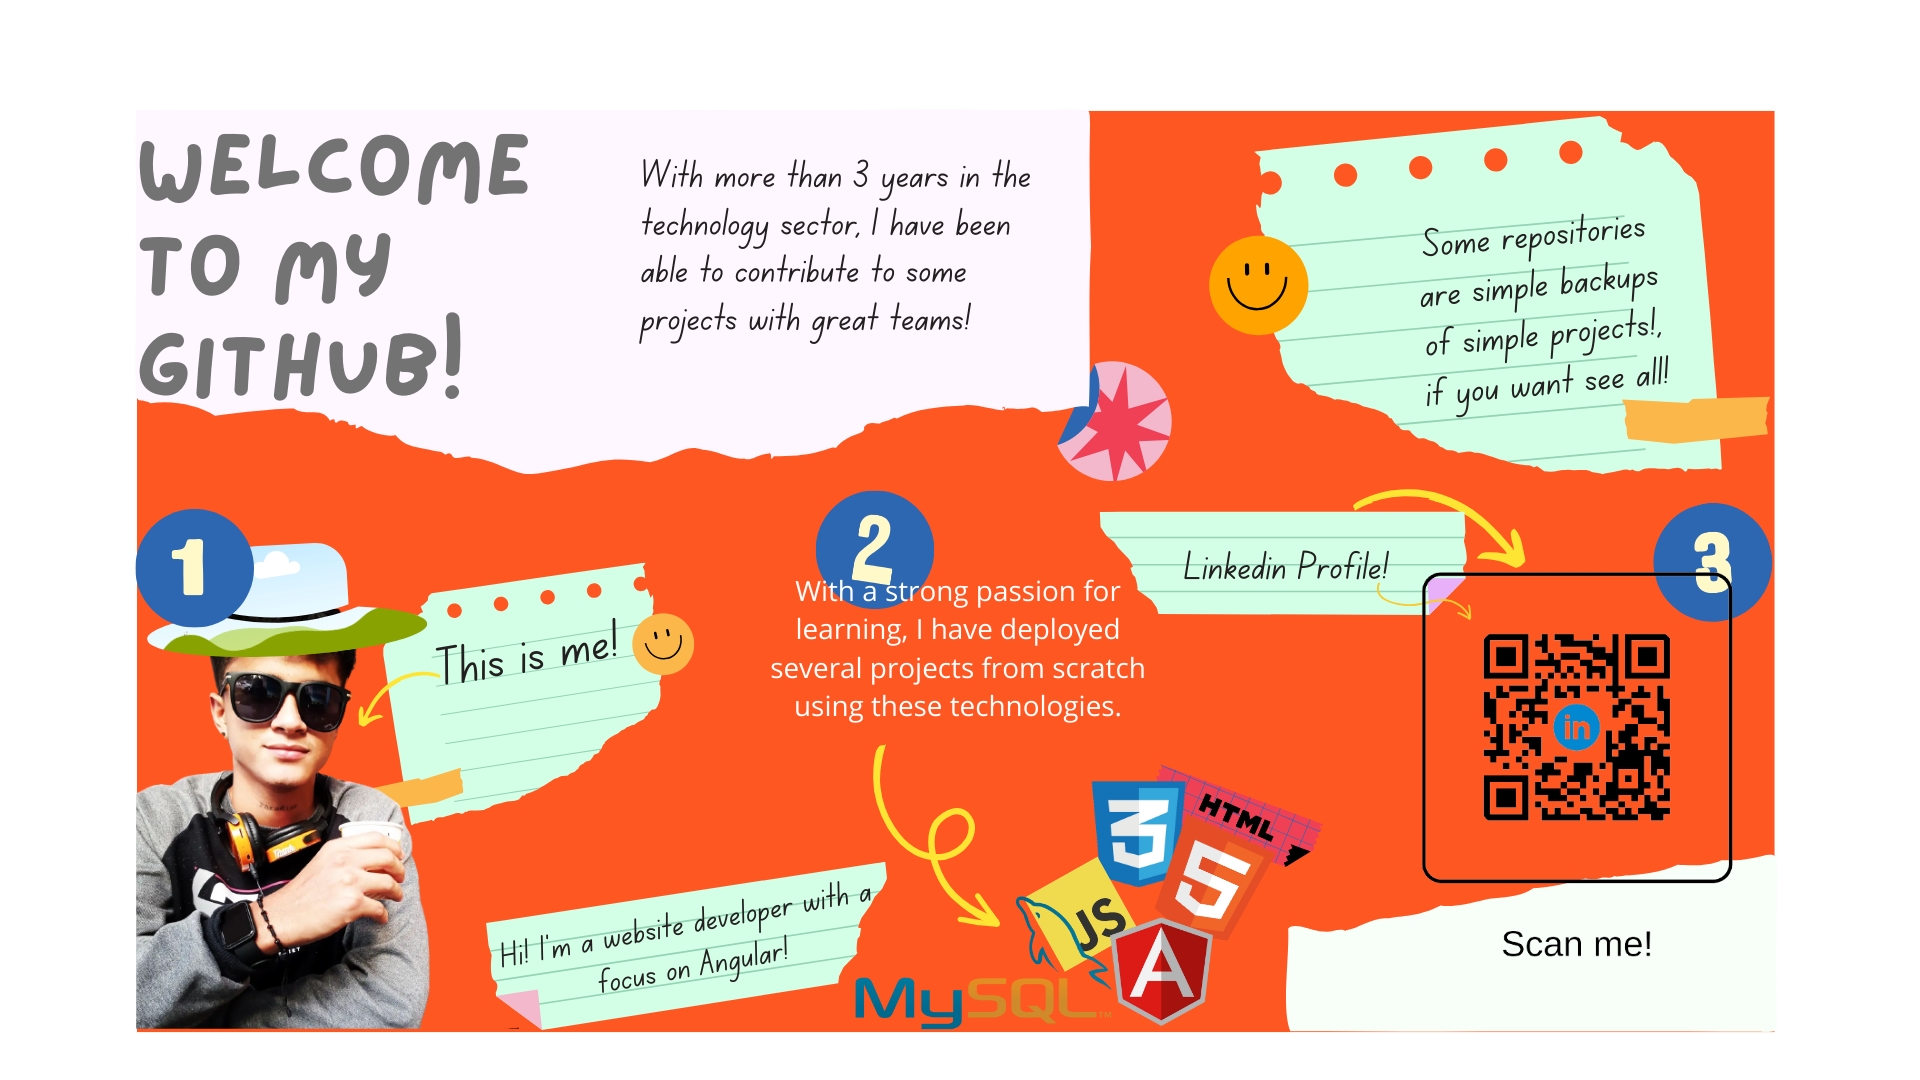 WELCOME
TO MY
GITHUB!
With more than 3 years in the
technology sector, I have been
able to contribute to some
projects with great teams!
Some repositories
are simple backups
of simple projects!,
if you want see all!
1
This is me!
Hi! I'm a website developer with a
focus on Angular!
2
With a strong passion for
learning, I have deployed
several projects from scratch
using these technologies.
3
HTML
5
JS
A
MySQL™
Linkedin Profile!
3
in
Scan me!